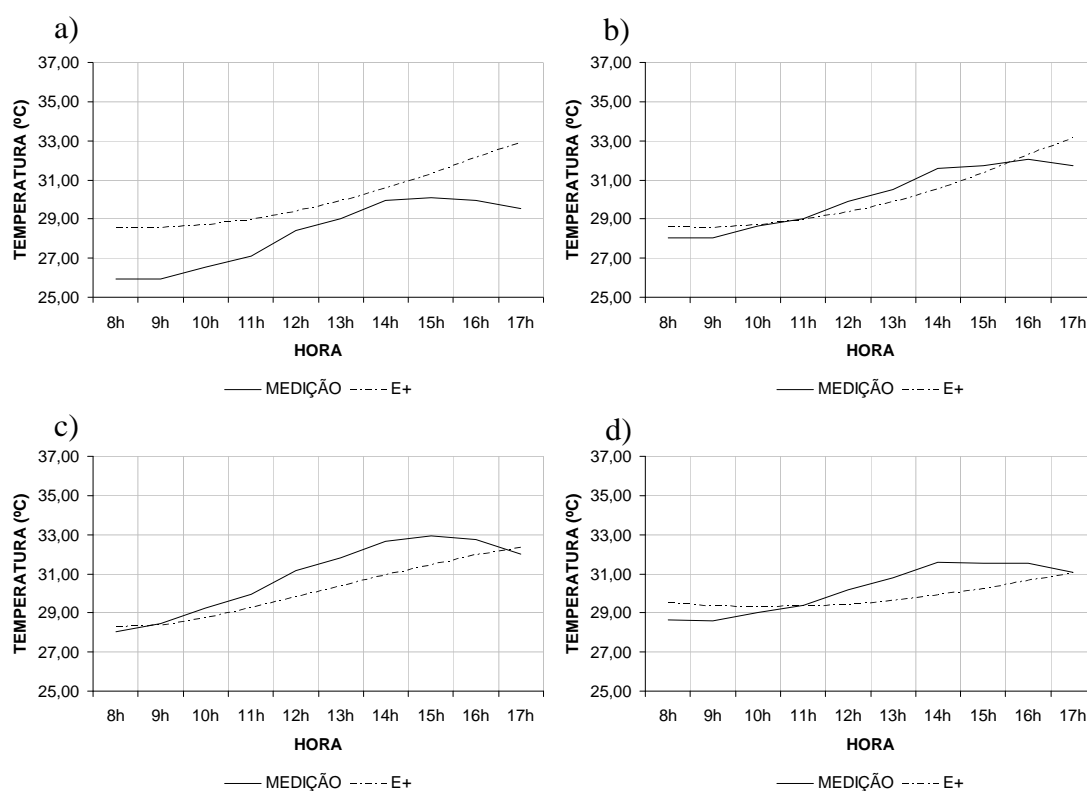 a)
37,00
35,00
33,00
31,00
29,00
27,00
25,00
TEMPERATURA (ºC)
8h 9h 10h 11h 12h 13h 14h 15h 16h 17h
HORA
MEDIÇÃO E+
b)
37,00
35,00
33,00
31,00
29,00
27,00
25,00
TEMPERATURA (ºC)
8h 9h 10h 11h 12h 13h 14h 15h 16h 17h
HORA
MEDIÇÃO E+
c)
37,00
35,00
33,00
31,00
29,00
27,00
25,00
TEMPERATURA (ºC)
8h 9h 10h 11h 12h 13h 14h 15h 16h 17h
HORA
MEDIÇÃO E+
d)
37,00
35,00
33,00
31,00
29,00
27,00
25,00
TEMPERATURA (ºC)
8h 9h 10h 11h 12h 13h 14h 15h 16h 17h
HORA
MEDIÇÃO E+